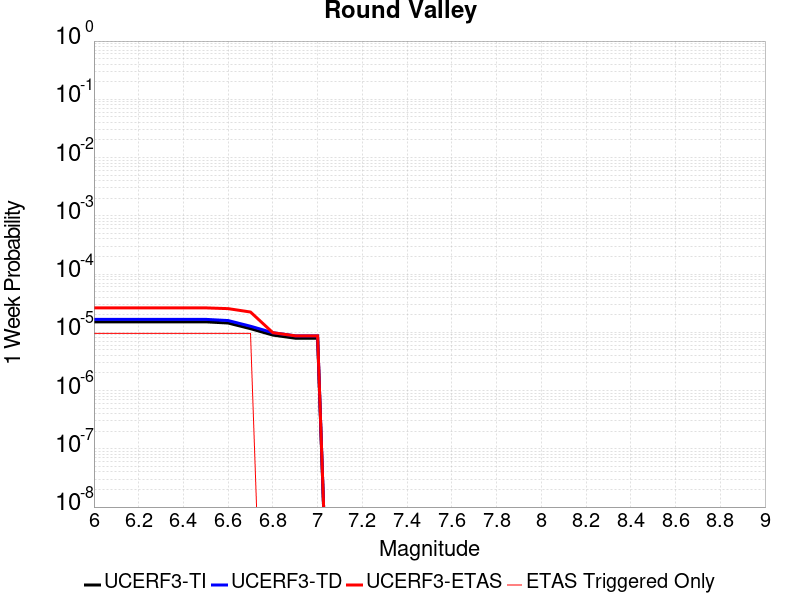 Round Valley
10^0
10^-1
10^-2
10^-3
10^-4
10^-5
10^-6
10^-7
10^-8
1 Week Probability
6 6.2 6.4 6.6 6.8 7 7.2 7.4 7.6 7.8 8 8.2 8.4 8.6 8.8 9
Magnitude
UCERF3-TI UCERF3-TD UCERF3-ETAS ETAS Triggered Only